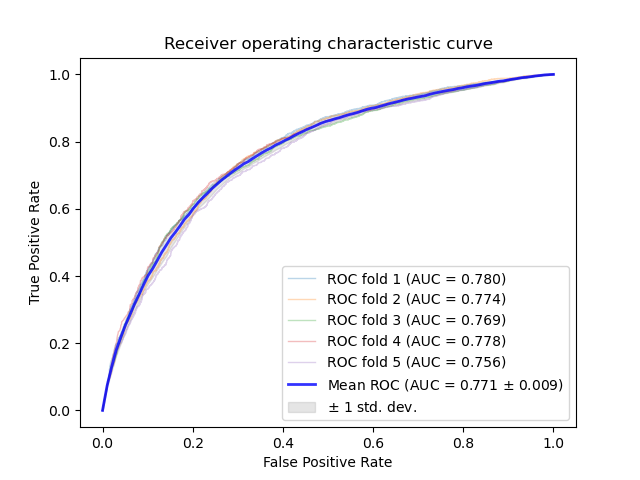 Receiver operating characteristic curve
True Positive Rate
1.0
0.8
0.6
0.4
0.2
0.0
ROC fold 1 (AUC = 0.780)
ROC fold 2 (AUC = 0.774)
ROC fold 3 (AUC = 0.769)
ROC fold 4 (AUC = 0.778)
ROC fold 5 (AUC = 0.756)
Mean ROC (AUC = 0.771 ± 0.009)
± 1 std. dev.
0.0 0.2 0.4 0.6 0.8 1.0
False Positive Rate